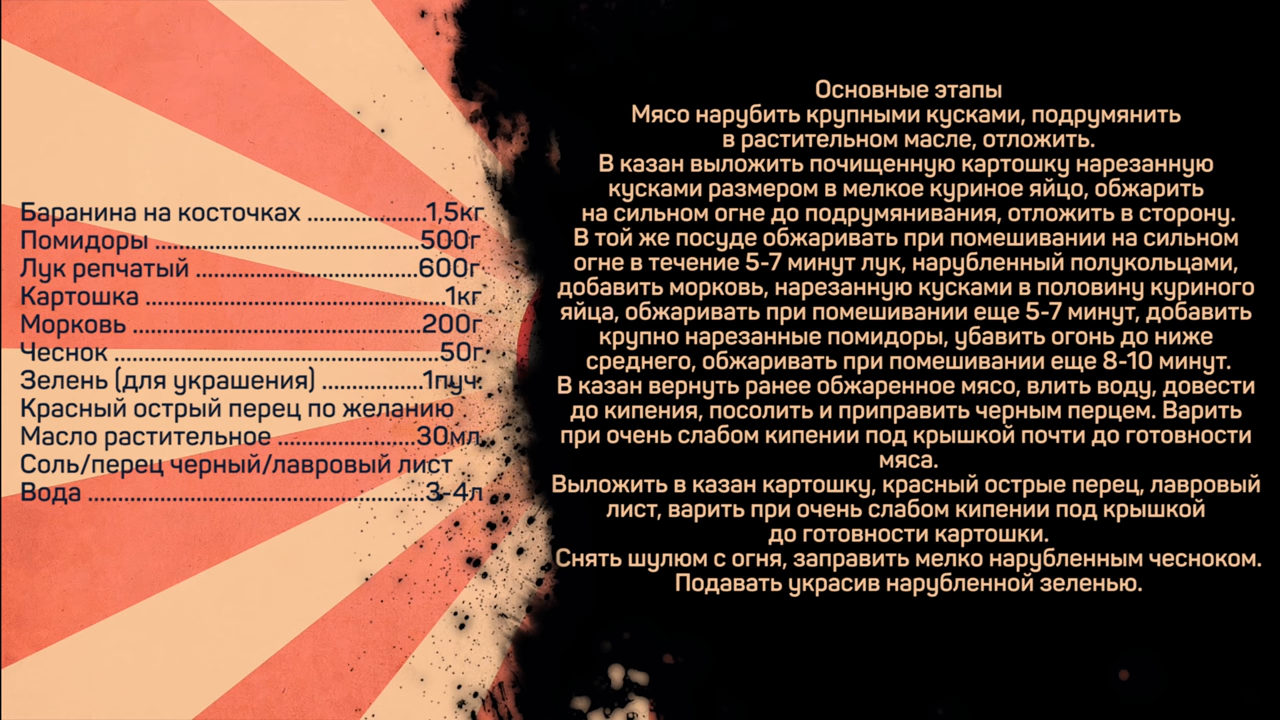 Баранина на косточках ................1,5кг
Помидоры ....................................500г
Лук репчатый ..............................600г
Картошка ........................................1кг
Морковь .......................................200г
Чеснок ............................................50г
Зелень (для украшения) .............1пуч.
Красный острый перец по желанию .
Масло растительное ...................30мл.
Соль/перец черный/лавровый лист
Вода .............................................3-4л
Основные этапы
Мясо нарубить крупными кусками, подрумянить
в растительном масле, отложить.
В казан выложить почищенную картошку нарезанную
кусками размером в мелкое куриное яйцо, обжарить
на сильном огне до подрумянивания, отложить в сторону.
В той же посуде обжаривать при помешивании на сильном
огне в течение 5-7 минут лук, нарубленный полукольцами,
добавить морковь, нарезанную кусками в половину куриного
яйца, обжаривать при помешивании еще 5-7 минут, добавить
крупно нарезанные помидоры, убавить огонь до ниже
среднего, обжаривать при помешивании еще 8-10 минут.
В казан вернуть ранее обжаренное мясо, влить воду, довести
до кипения, посолить и приправить черным перцем. Варить
при очень слабом кипении под крышкой почти до готовности
мяса.
Выложить в казан картошку, красный острые перец, лавровый
лист, варить при очень слабом кипении под крышкой
до готовности картошки.
Снять шулюм с огня, заправить мелко нарубленным чесноком.
Подавать украсив нарубленной зеленью.